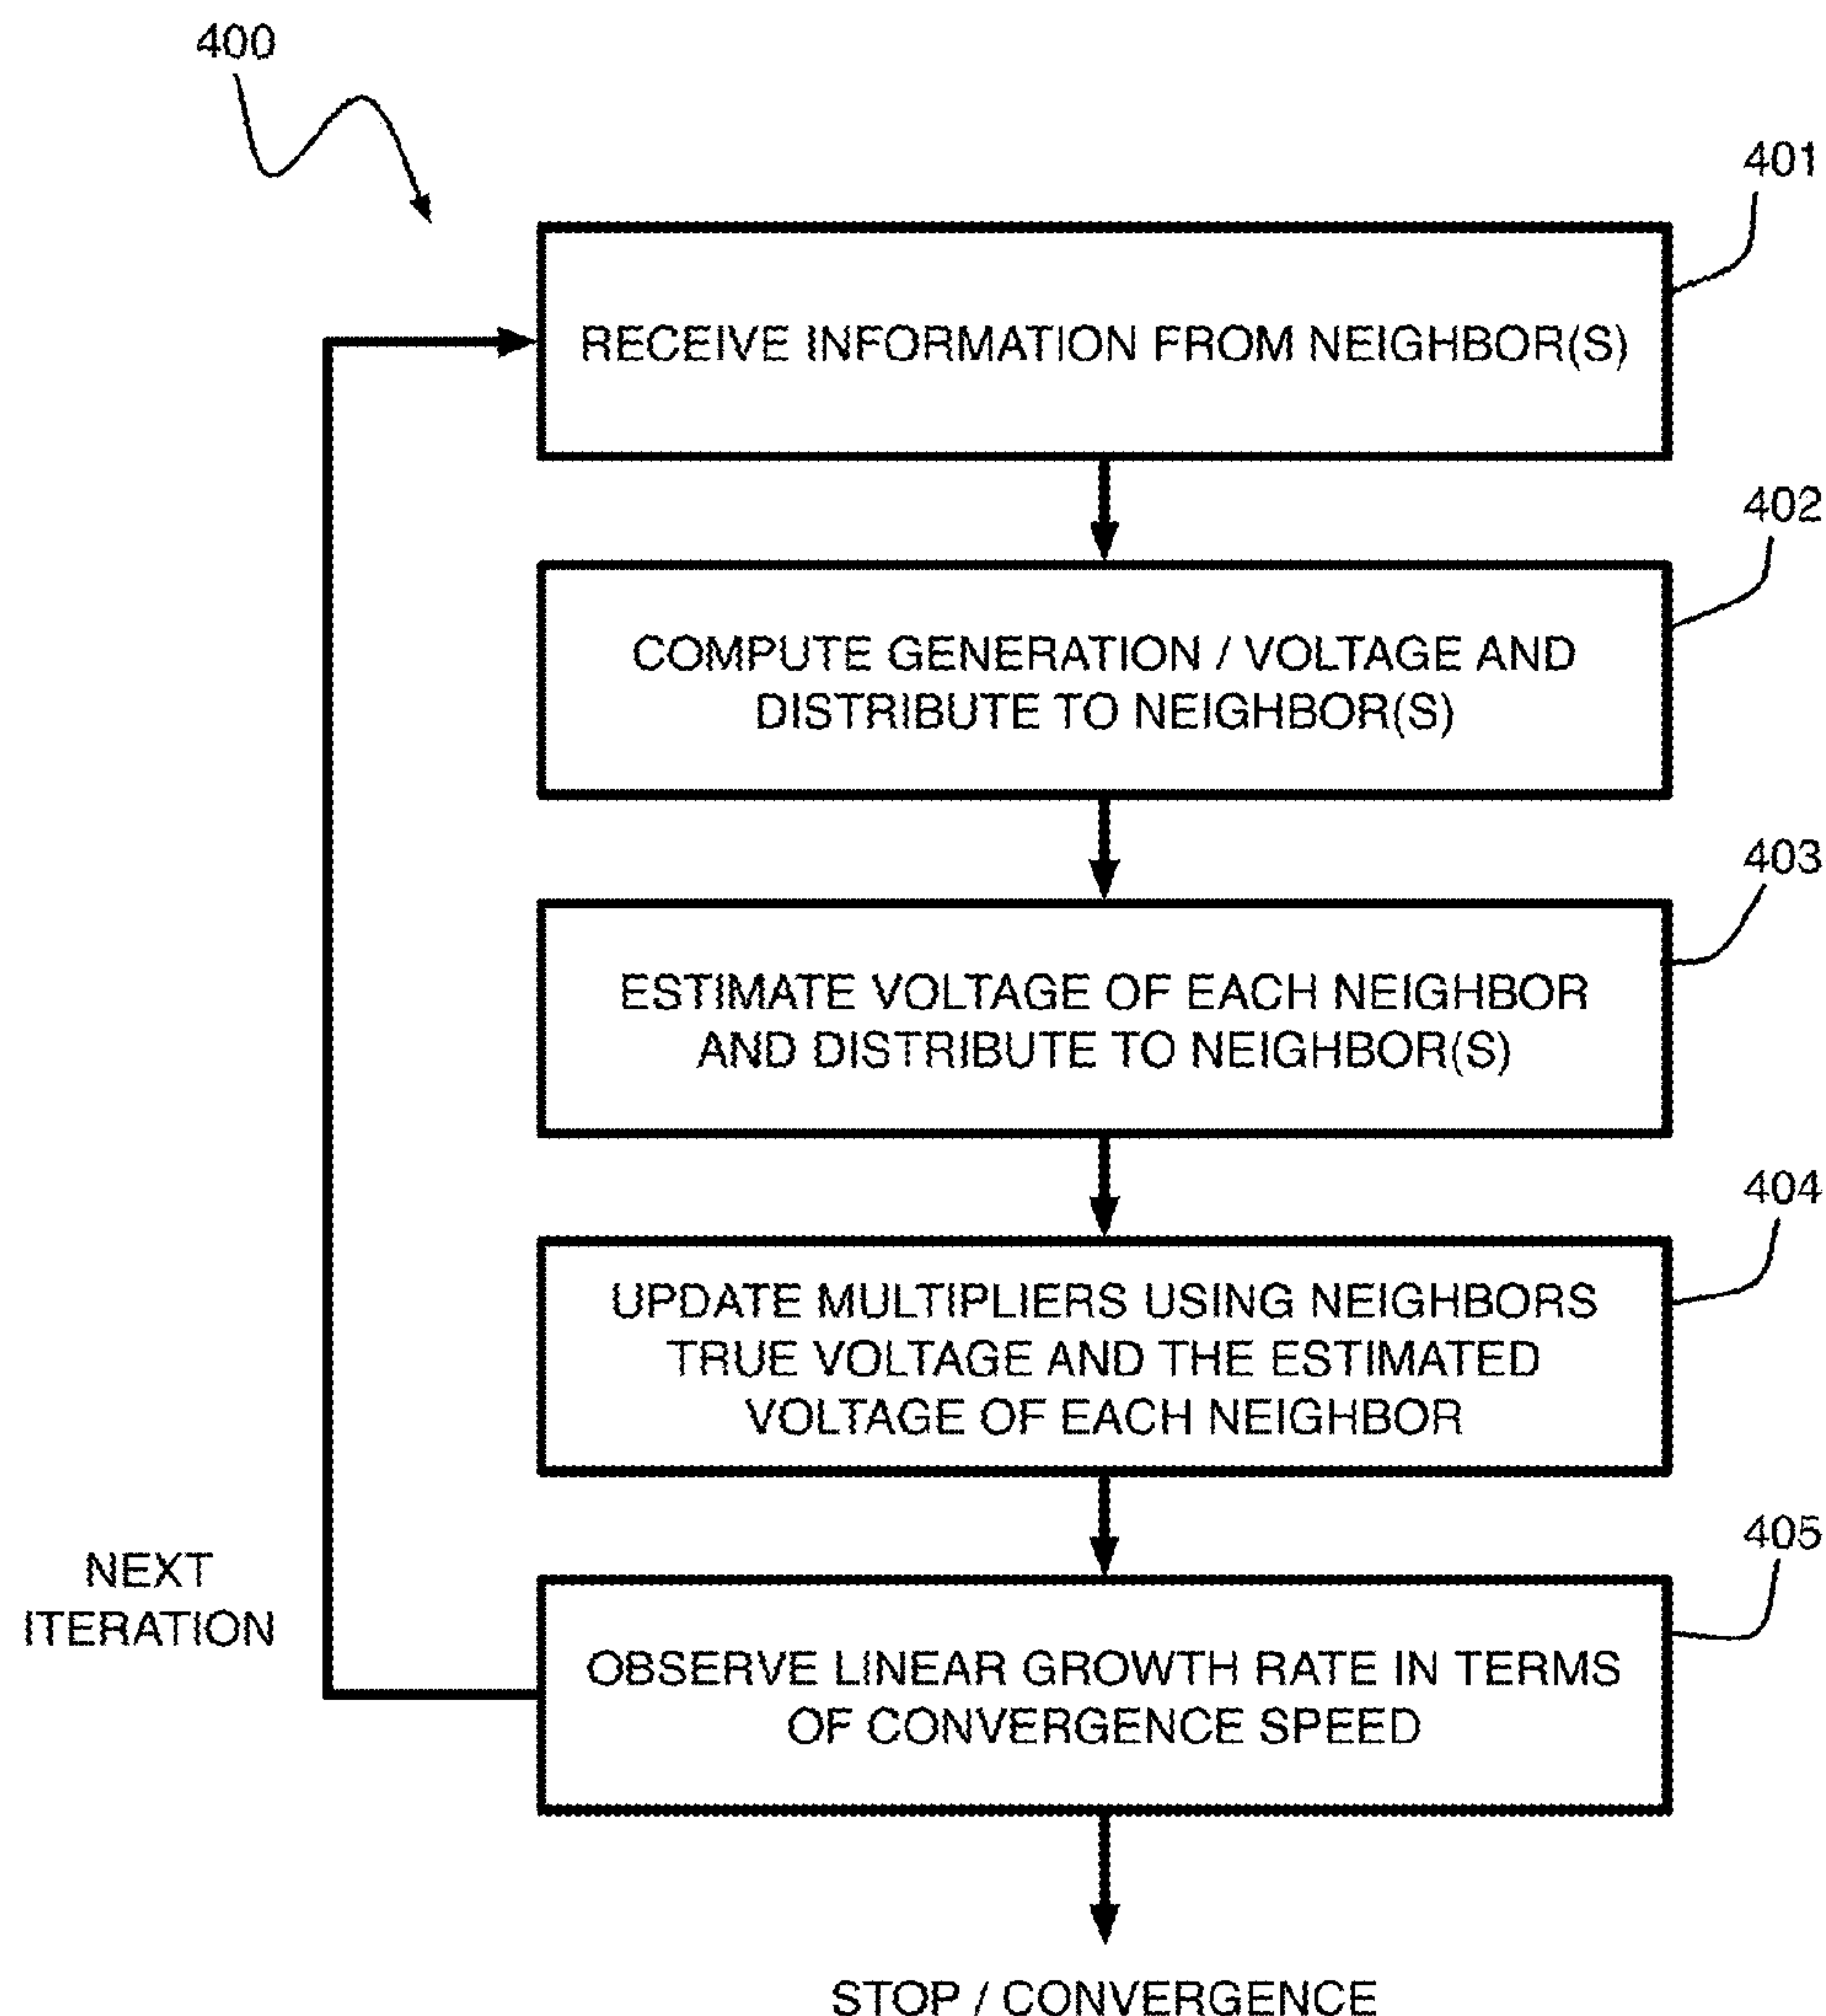 400
401
RECEIVE INFORMATION FROM NEIGHBOR(S)
402
COMPUTE GENERATION / VOLTAGE AND
DISTRIBUTE TO NEIGHBOR(S)
403
ESTIMATE VOLTAGE OF EACH NEIGHBOR
AND DISTRIBUTE TO NEIGHBOR(S)
404
UPDATE MULTIPLIERS USING NEIGHBORS
TRUE VOLTAGE AND THE ESTIMATED
VOLTAGE OF EACH NEIGHBOR
405
NEXT
ITERATION
OBSERVE LINEAR GROWTH RATE IN TERMS
OF CONVERGENCE SPEED
STOP / CONVERGENCE